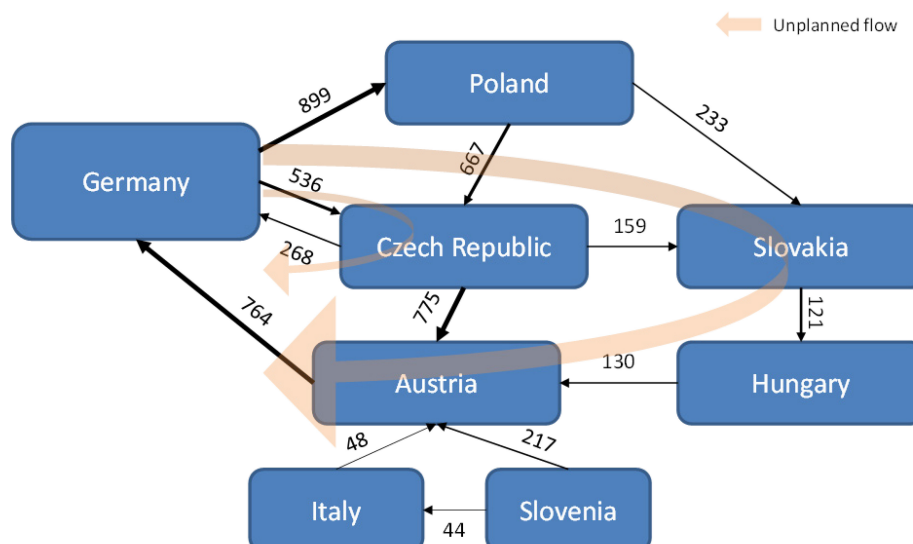 Unplanned flow
Poland
899
233
667
Germany
536
Czech Republic
159
Slovakia
268
764
775
121
Austria
130
Hungary
48
217
Italy
44
Slovenia